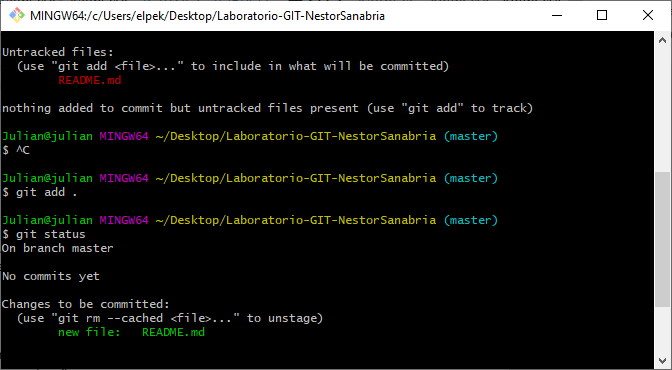 MINGW64:/c/Users/elpek/Desktop/Laboratorio-GIT-NestorSanabria
Untracked files:
(use "git add <file>..." to include in what will be committed)
README.md
nothing added to commit but untracked files present (use "git add" to track)
Julian@julian MINGW64 ~/Desktop/Laboratorio-GIT-NestorSanabria (master)
$ ^C
Julian@julian MINGW64 ~/Desktop/Laboratorio-GIT-NestorSanabria (master)
$ git add .
Julian@julian MINGW64 ~/Desktop/Laboratorio-GIT-NestorSanabria (master)
$ git status
On branch master
No commits yet
Changes to be committed:
(use "git rm --cached <file>..." to unstage)
new file:   README.md